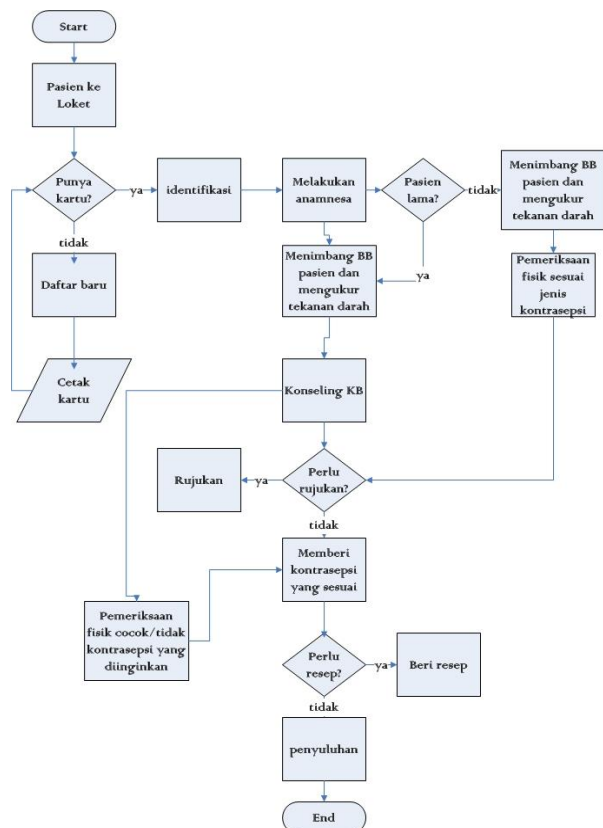 Start
Pasien ke
Loket
Punya
kartu?
ya
identifikasi
Melakukan
anamnesa
Pasien
lama?
tidak
Menimbang BB
pasien dan
mengukur
tekanan darah
tidak
Daftar baru
Menimbang BB
pasien dan
mengukur
tekanan darah
ya
Pemeriksaan
fisik sesuai
jenis
kontrasepsi
Cetak
kartu
Konseling KB
Rujukan
ya
Perlu
rujukan?
tidak
Memberi
kontrasepsi
yang sesuai
Pemeriksaan
fisik cocok/tidak
kontrasepsi yang
diinginkan
Perlu
resep?
ya
Beri resep
tidak
penyuluhan
End